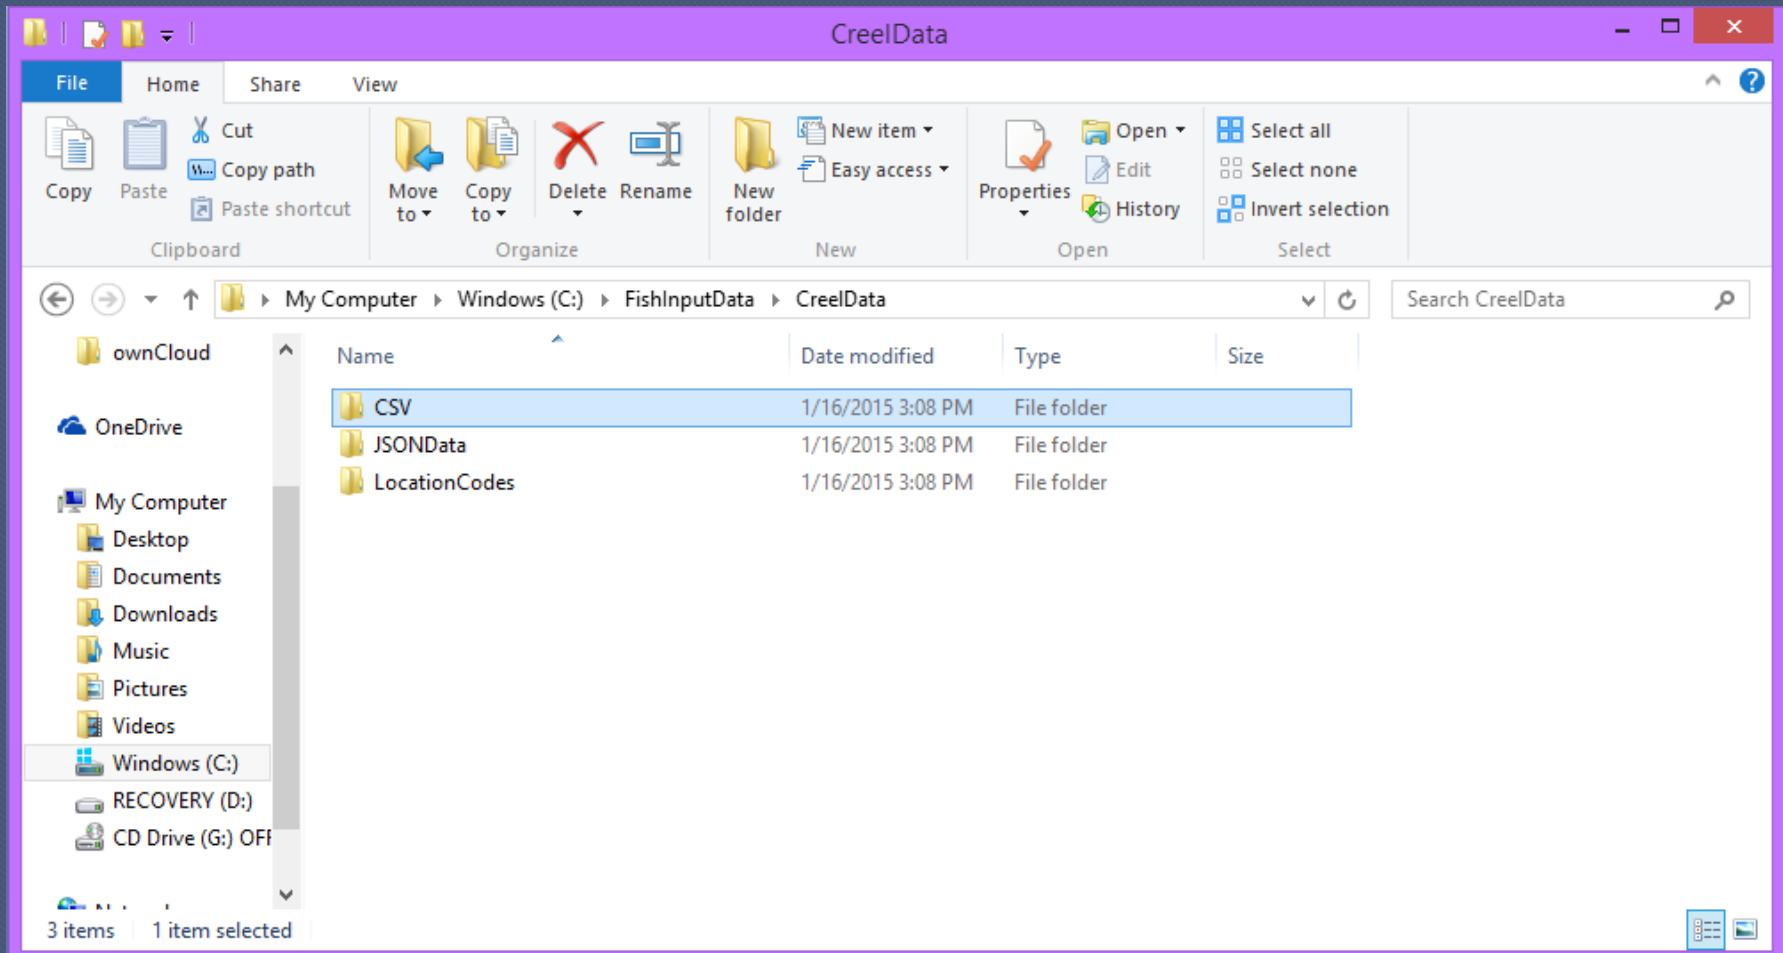 CreelData
File Home Share View
Copy
Paste
Cut
Copy path
Paste shortcut
Clipboard
Move to
Copy to
Delete
Rename
Organize
New folder
New item
Easy access
New
Properties
Open
Edit
History
Open
Select all
Select none
Invert selection
Select
My Computer Windows (C:) FishInputData CreelData
Search CreelData
ownCloud
OneDrive
My Computer
Desktop
Documents
Downloads
Music
Pictures
Videos
Windows (C:)
RECOVERY (D:)
CD Drive (G:) OFF
Name Date modified Type Size
CSV 1/16/2015 3:08 PM File folder
JSONData 1/16/2015 3:08 PM File folder
LocationCodes 1/16/2015 3:08 PM File folder
3 items 1 item selected